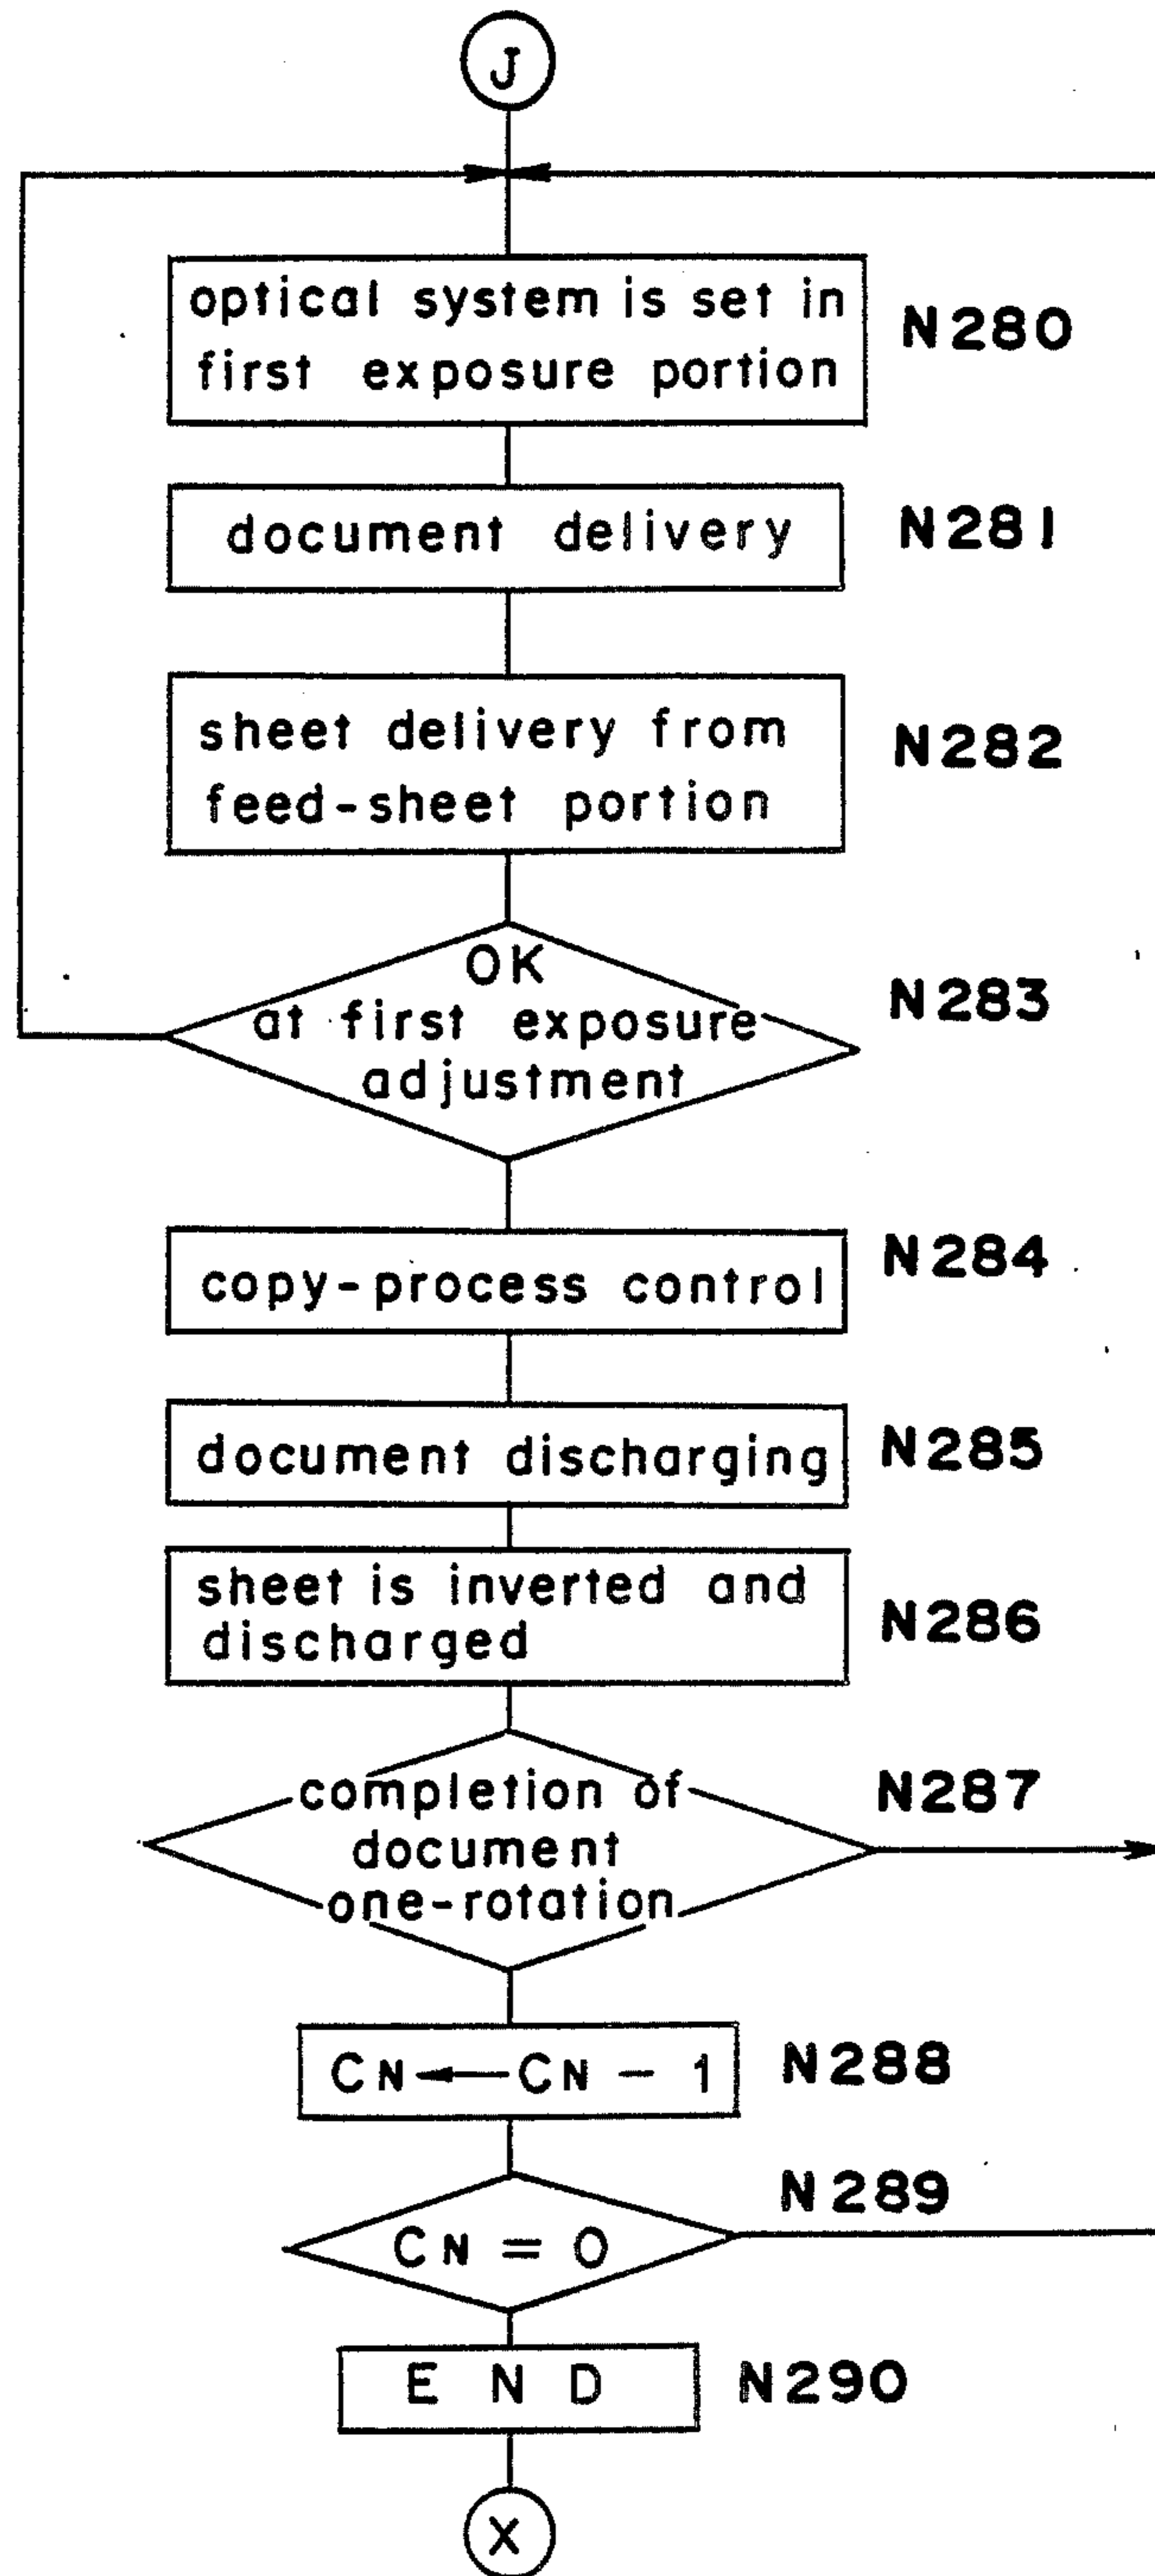 J
optical system is set in
first exposure portion
N280
document delivery
N281
sheet delivery from
feed-sheet portion
N282
OK
at first exposure
adjustment
N283
copy-process control
N284
document discharging
N285
sheet is inverted and
discharged
N286
completion of
document
one-rotation
N287
CN ← CN - 1
N288
CN = 0
N289
END
N290
X